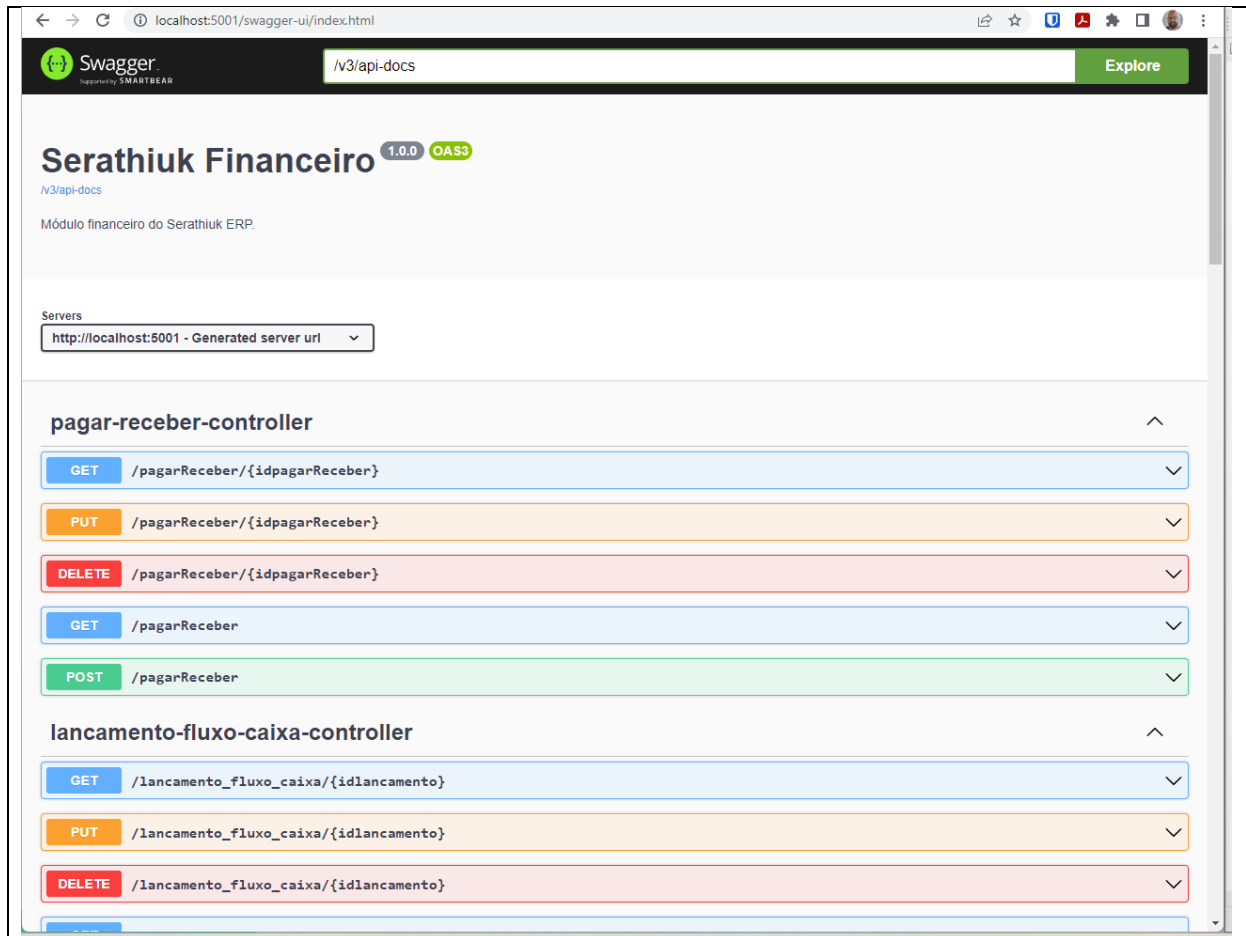 localhost:5001/swagger-ui/index.html
Swagger.
Supported by SMARTBEAR
/v3/api-docs
Explore
Serathiuk Financeiro 1.0.0 OAS3
/v3/api-docs
Módulo financeiro do Serathiuk ERP.
Servers
http://localhost:5001 - Generated server url
pagar-receber-controller
GET /pagarReceber/{idpagarReceber}
PUT /pagarReceber/{idpagarReceber}
DELETE /pagarReceber/{idpagarReceber}
GET /pagarReceber
POST /pagarReceber
lancamento-fluxo-caixa-controller
GET /lancamento_fluxo_caixa/{idlancamento}
PUT /lancamento_fluxo_caixa/{idlancamento}
DELETE /lancamento_fluxo_caixa/{idlancamento}